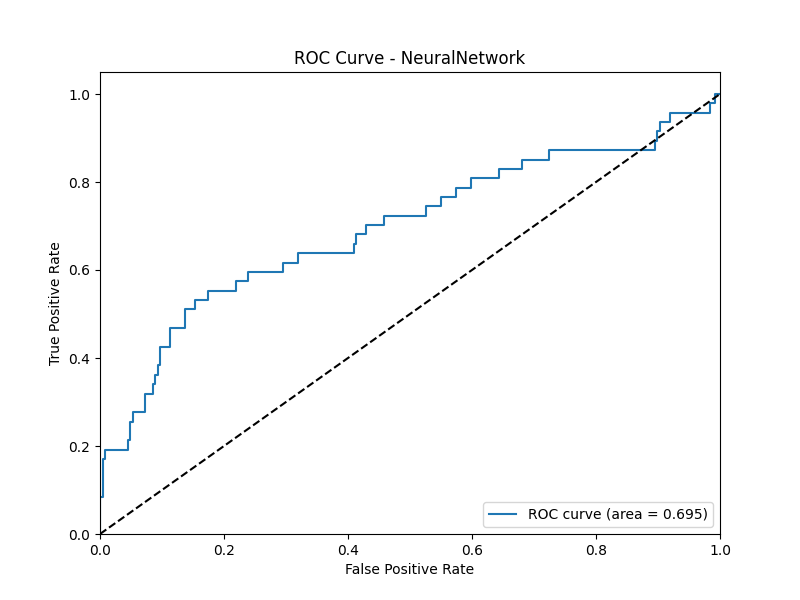 ROC Curve - NeuralNetwork
True Positive Rate
1.0
0.8
0.6
0.4
0.2
0.0
ROC curve (area = 0.695)
0.0 0.2 0.4 0.6 0.8 1.0
False Positive Rate